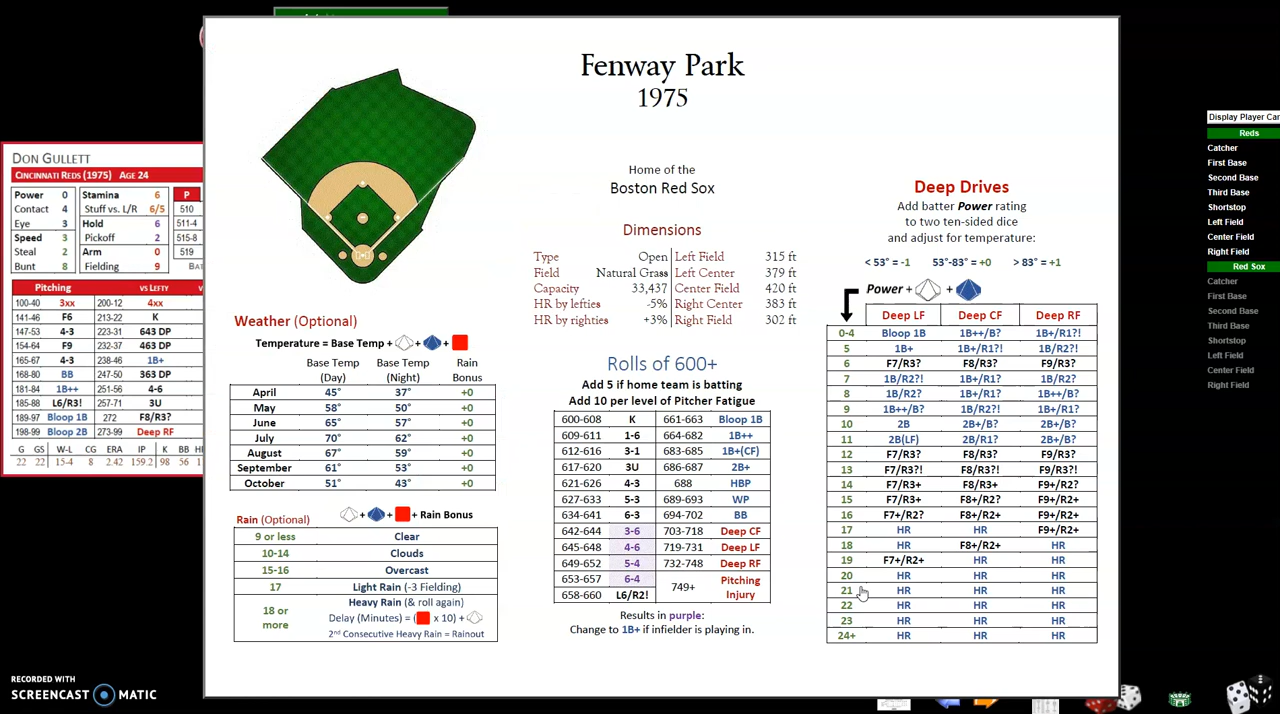 Fenway Park
1975
Home of the
Boston Red Sox
Dimensions
Type Open Left Field 315 ft
Field Natural Grass Left Center 379 ft
Capacity 33,437 Center Field 420 ft
HR by lefties -5% Right Center 383 ft
HR by righties +3% Right Field 302 ft
Weather (Optional)
Temperature = Base Temp + + +
Base Temp (Day) Base Temp (Night) Rain Bonus
April 45° 37° +0
May 58° 50° +0
June 65° 57° +0
July 70° 62° +0
August 67° 59° +0
September 61° 53° +0
October 51° 43° +0
Rain (Optional) + + + Rain Bonus
9 or less Clear
10-14 Clouds
15-16 Overcast
17 Light Rain (-3 Fielding)
18 or more Heavy Rain (& roll again)
Delay (Minutes) = ( x 10) +
2nd Consecutive Heavy Rain = Rainout
Rolls of 600+
Add 5 if home team is batting
Add 10 per level of Pitcher Fatigue
600-608 K 661-663 Bloop 1B
609-611 1-6 664-682 1B++
612-616 3-1 683-685 1B+(CF)
617-620 3U 686-687 2B+
621-626 4-3 688 HBP
627-633 5-3 689-693 WP
634-641 6-3 694-702 BB
642-644 3-6 703-718 Deep CF
645-648 4-6 719-731 Deep LF
649-652 5-4 732-748 Deep RF
653-657 6-4 749+ Pitching Injury
658-660 L6/R2!
Results in purple:
Change to 1B+ if infielder is playing in.
Deep Drives
Add batter Power rating
to two ten-sided dice
and adjust for temperature:
< 53° = -1 53°-83° = +0 > 83° = +1
Power + +
Deep LF Deep CF Deep RF
0-4 Bloop 1B 1B++/B? 1B+/R1?!
5 1B+ 1B+/R1?! 1B/R2?!
6 F7/R3? F8/R3? F9/R3?
7 1B/R2?! 1B+/R1? 1B/R2?
8 1B/R2? 1B+/R1? 1B++/B?
9 1B++/B? 1B/R2?! 1B+/R1?
10 2B 2B+/B? 2B+/B?
11 2B(LF) 2B/R1? 2B+/B?
12 F7/R3? F8/R3? F9/R3?
13 F7/R3?! F8/R3?! F9/R3?!
14 F7/R3+ F8/R3+ F9+/R2?
15 F7/R3+ F8+/R2? F9+/R2+
16 F7+/R2? F8+/R2+ F9+/R2+
17 HR HR F9+/R2+
18 HR F8+/R2+ HR
19 F7+/R2+ HR HR
20 HR HR HR
21 HR HR HR
22 HR HR HR
23 HR HR HR
24+ HR HR HR
DON GULLETT
CINCINNATI REDS (1975) AGE 24
Power 0 Stamina 6 P
Contact 4 Stuff vs. L/R 6/5 510
Eye 3 Hold 6 511-4
Speed 3 Pickoff 2 515-8
Steal 2 Arm 0 519
Bunt 8 Fielding 9
Pitching VS LEFTY
100-40 3xx 200-12 4xx
141-46 F6 213-22 K
147-53 4-3 223-31 643 DP
154-64 F9 232-37 463 DP
165-67 4-3 238-46 1B+
168-80 BB 247-50 363 DP
181-84 1B++ 251-56 4-6
185-88 L6/R3! 257-71 3U
189-97 Bloop 1B 272 F8/R3?
198-99 Bloop 2B 273-99 Deep RF
G GS W-L CG ERA IP K BB
22 22 15-4 8 2.42 159.2 98 56
Display Player Car
Reds
Catcher
First Base
Second Base
Third Base
Shortstop
Left Field
Center Field
Right Field
Red Sox
Catcher
First Base
Second Base
Third Base
Shortstop
Left Field
Center Field
Right Field
RECORDED WITH
SCREENCAST MATIC